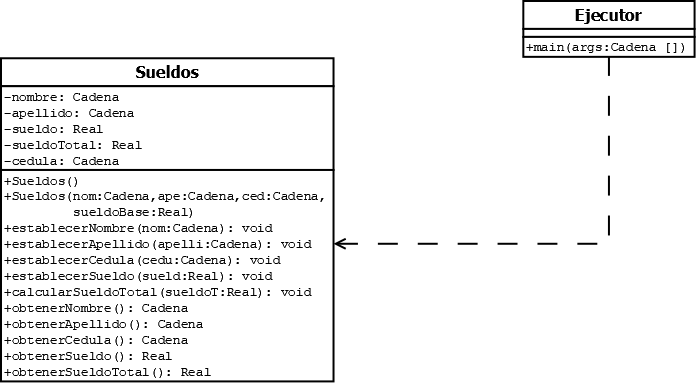 Ejecutor
+main(args:Cadena [])
Sueldos
-nombre: Cadena
-apellido: Cadena
-sueldo: Real
-sueldoTotal: Real
-cedula: Cadena
+Sueldos()
+Sueldos(nom:Cadena,ape:Cadena,ced:Cadena,
sueldoBase:Real)
+establecerNombre(nom:Cadena): void
+establecerApellido(apelli:Cadena): void
+establecerCedula(cedu:Cadena): void
+establecerSueldo(sueld:Real): void
+calcularSueldoTotal(sueldoT:Real): void
+obtenerNombre(): Cadena
+obtenerApellido(): Cadena
+obtenerCedula(): Cadena
+obtenerSueldo(): Real
+obtenerSueldoTotal(): Real